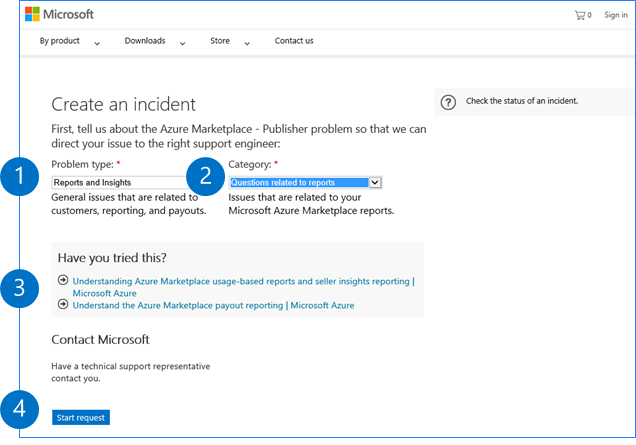 Microsoft
0 Sign in
By product Downloads Store Contact us
Create an incident
Check the status of an incident.
First, tell us about the Azure Marketplace - Publisher problem so that we can
direct your issue to the right support engineer:
1
Problem type: *
2
Category: *
Reports and Insights
Questions related to reports
General issues that are related to
customers, reporting, and payouts.
Issues that are related to your
Microsoft Azure Marketplace reports.
Have you tried this?
3
Understanding Azure Marketplace usage-based reports and seller insights reporting |
Microsoft Azure
Understand the Azure Marketplace payout reporting | Microsoft Azure
Contact Microsoft
Have a technical support representative
contact you.
4
Start request